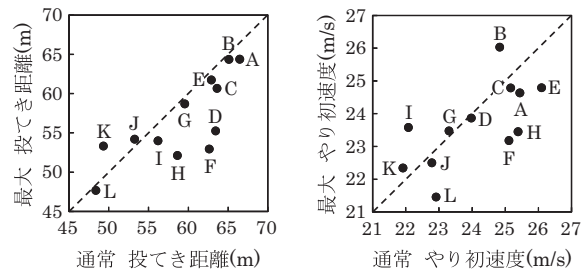 70
65
60
55
50
45
45 50 55 60 65 70
最大 投てき距離(m)
通常 投てき距離(m)
B
A
E
C
G
D
J
K
I
H
F
L
27
26
25
24
23
22
21
21 22 23 24 25 26 27
最大 やり初速度(m/s)
通常 やり初速度(m/s)
B
C
E
A
I
G
D
H
F
J
K
L